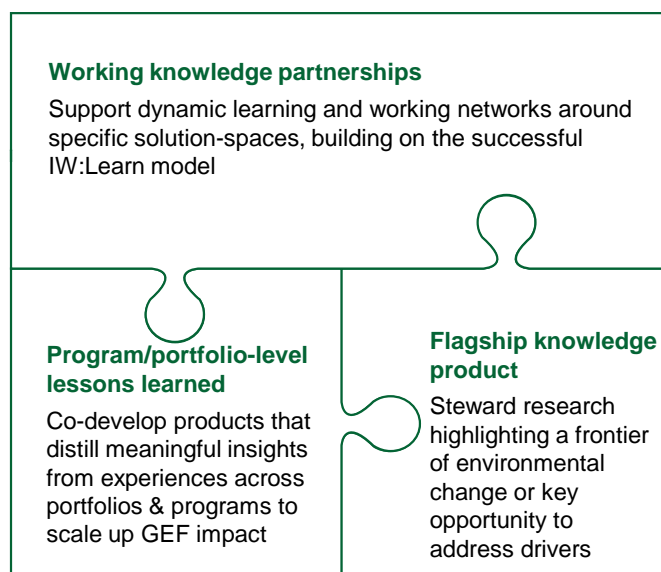 Working knowledge partnerships
Support dynamic learning and working networks around
specific solution-spaces, building on the successful
IW:Learn model
Program/portfolio-level
lessons learned
Co-develop products that
distill meaningful insights
from experiences across
portfolios & programs to
scale up GEF impact
Flagship knowledge
product
Steward research
highlighting a frontier
of environmental
change or key
opportunity to
address drivers